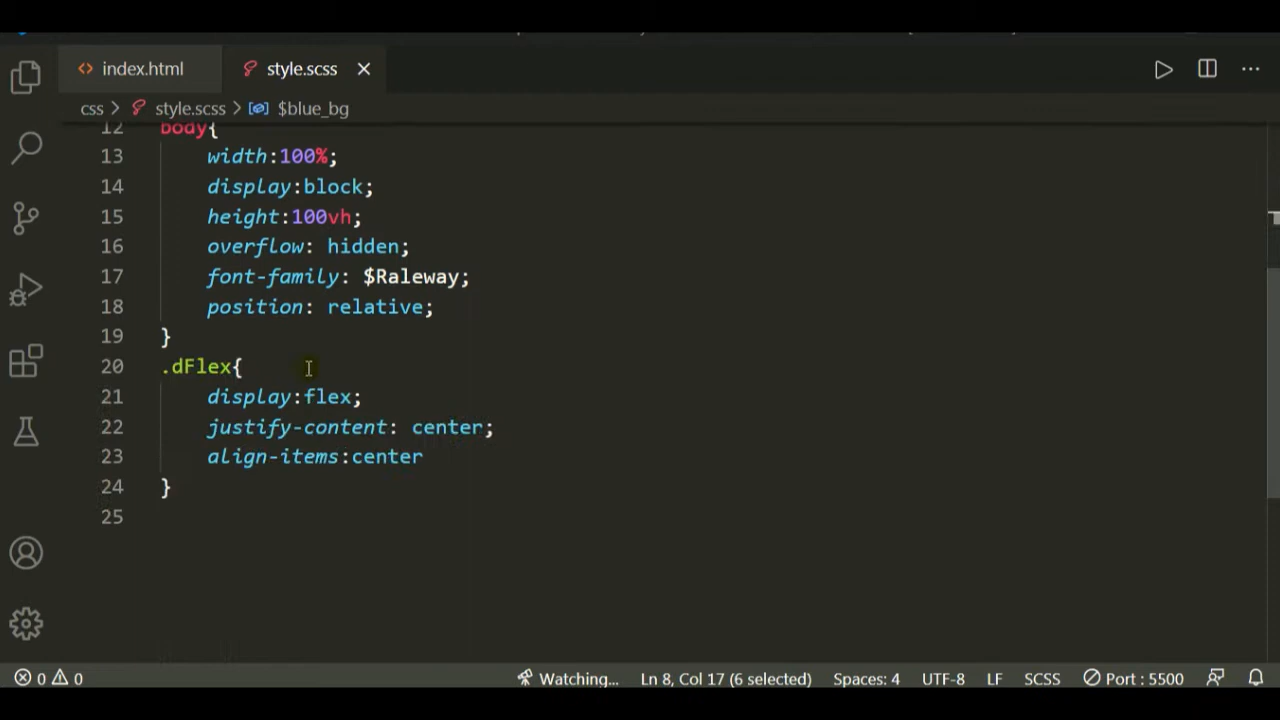 index.html style.scss
css > style.scss > $blue_bg
12 body{
13 width:100%;
14 display:block;
15 height:100vh;
16 overflow: hidden;
17 font-family: $Raleway;
18 position: relative;
19 }
20 .dFlex{
21 display:flex;
22 justify-content: center;
23 align-items:center
24 }
25
0 0 Watching... Ln 8, Col 17 (6 selected) Spaces: 4 UTF-8 LF SCSS Port : 5500